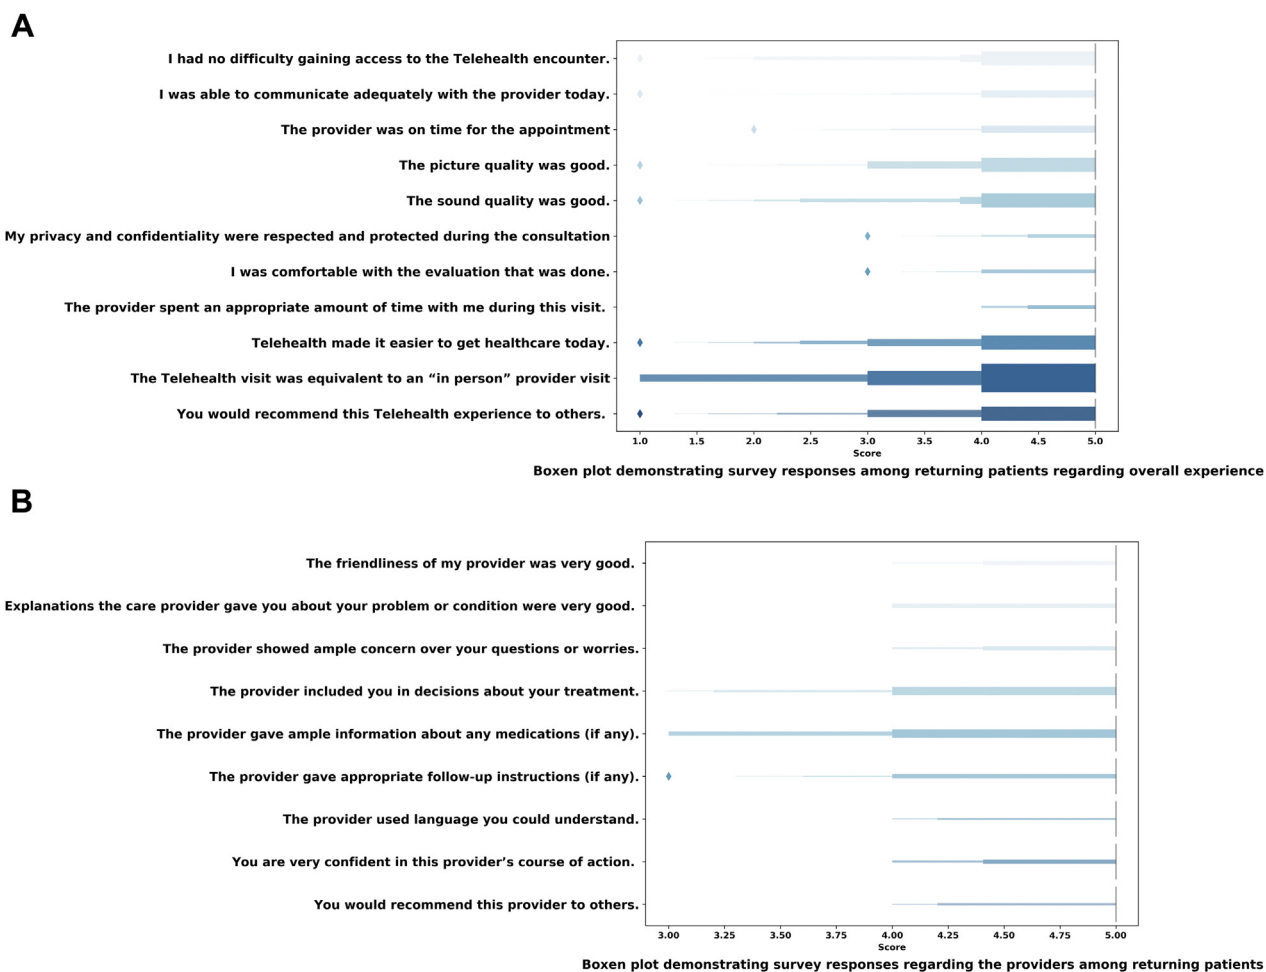 A
I had no difficulty gaining access to the Telehealth encounter.
I was able to communicate adequately with the provider today.
The provider was on time for the appointment
The picture quality was good.
The sound quality was good.
My privacy and confidentiality were respected and protected during the consultation
I was comfortable with the evaluation that was done.
The provider spent an appropriate amount of time with me during this visit.
Telehealth made it easier to get healthcare today.
The Telehealth visit was equivalent to an “in person” provider visit
You would recommend this Telehealth experience to others.
1.0 1.5 2.0 2.5 3.0 3.5 4.0 4.5 5.0
Score
Boxen plot demonstrating survey responses among returning patients regarding overall experience
B
The friendliness of my provider was very good.
Explanations the care provider gave you about your problem or condition were very good.
The provider showed ample concern over your questions or worries.
The provider included you in decisions about your treatment.
The provider gave ample information about any medications (if any).
The provider gave appropriate follow-up instructions (if any).
The provider used language you could understand.
You are very confident in this provider’s course of action.
You would recommend this provider to others.
3.00 3.25 3.50 3.75 4.00 4.25 4.50 4.75 5.00
Score
Boxen plot demonstrating survey responses regarding the providers among returning patients